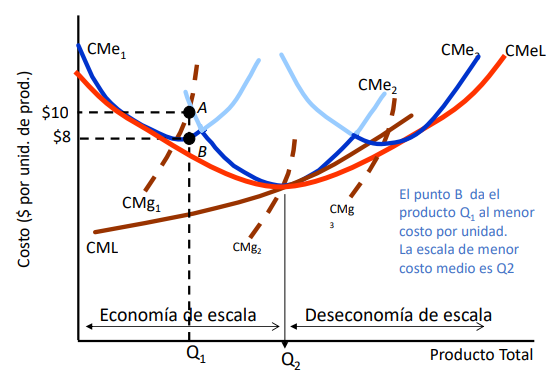 CMe₁
CMe₃
CMeL
CMe₂
$10
A
$8
B
Costo ($ por unid. de prod.)
CMg₁
CMg
3
CML
CMg₂
El punto B da el
producto Q₁ al menor
costo por unidad.
La escala de menor
costo medio es Q2
Economía de escala
Deseconomía de escala
Q₁
Q₂
Producto Total